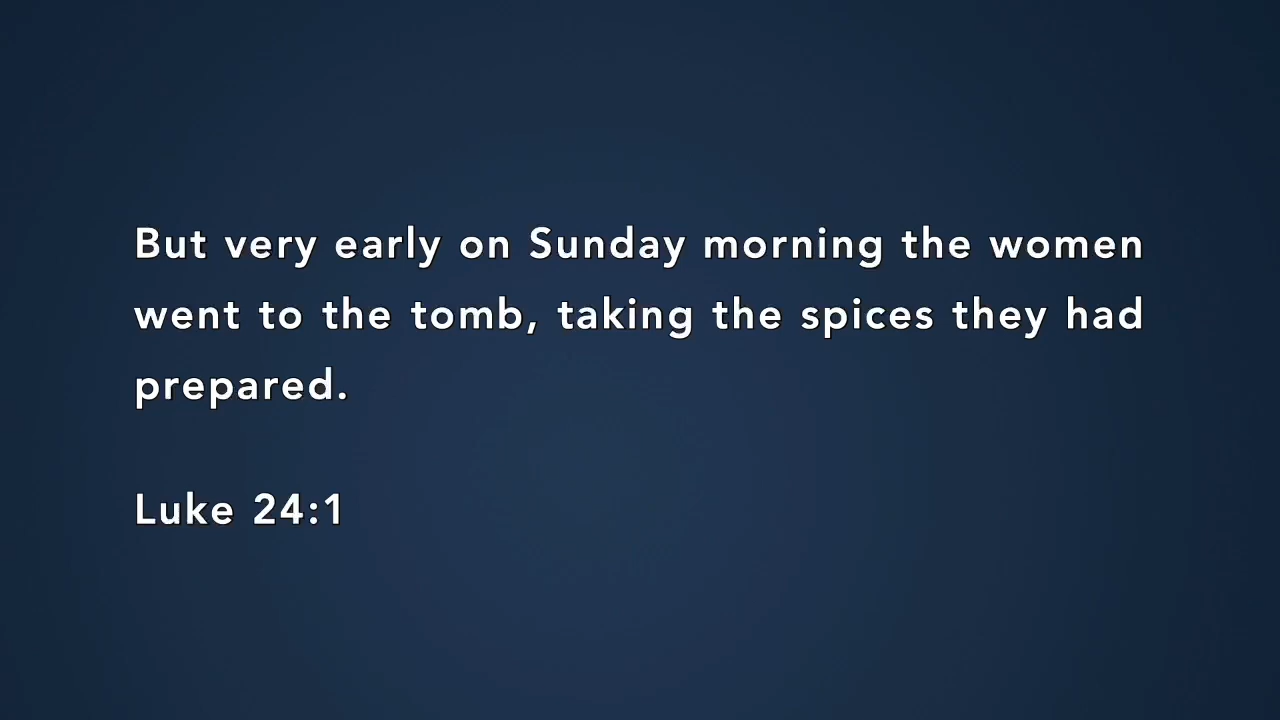 But very early on Sunday morning the women
went to the tomb, taking the spices they had
prepared.
Luke 24:1